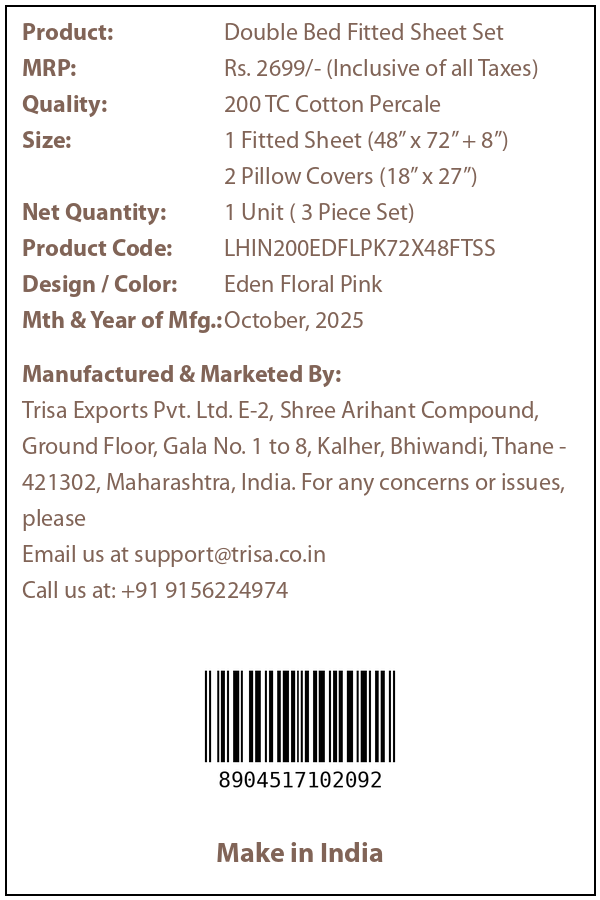 Product: Double Bed Fitted Sheet Set
MRP: Rs. 2699/- (Inclusive of all Taxes)
Quality: 200 TC Cotton Percale
Size: 1 Fitted Sheet (48” x 72” + 8”)
2 Pillow Covers (18” x 27”)
Net Quantity: 1 Unit ( 3 Piece Set)
Product Code: LHIN200EDFLPK72X48FTSS
Design / Color: Eden Floral Pink
Mth & Year of Mfg.: October, 2025
Manufactured & Marketed By:
Trisa Exports Pvt. Ltd. E-2, Shree Arihant Compound,
Ground Floor, Gala No. 1 to 8, Kalher, Bhiwandi, Thane -
421302, Maharashtra, India. For any concerns or issues,
please
Email us at support@trisa.co.in
Call us at: +91 9156224974
8904517102092
Make in India